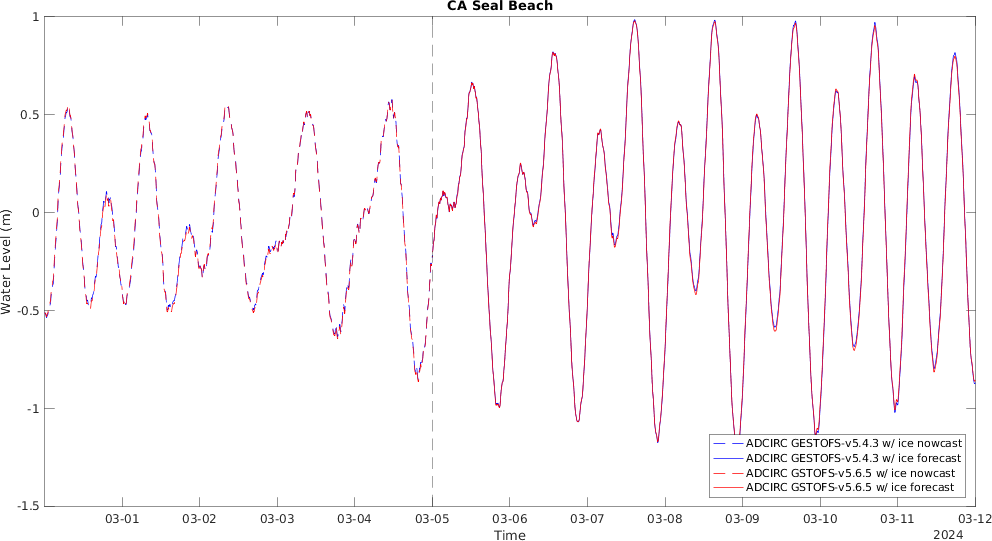 CA Seal Beach
Water Level (m)
1
0.5
0
-0.5
-1
-1.5
ADCIRC GESTOFS-v5.4.3 w/ ice nowcast
ADCIRC GESTOFS-v5.4.3 w/ ice forecast
ADCIRC GSTOFS-v5.6.5 w/ ice nowcast
ADCIRC GSTOFS-v5.6.5 w/ ice forecast
03-01 03-02 03-03 03-04 03-05 03-06 03-07 03-08 03-09 03-10 03-11 03-12
Time
2024